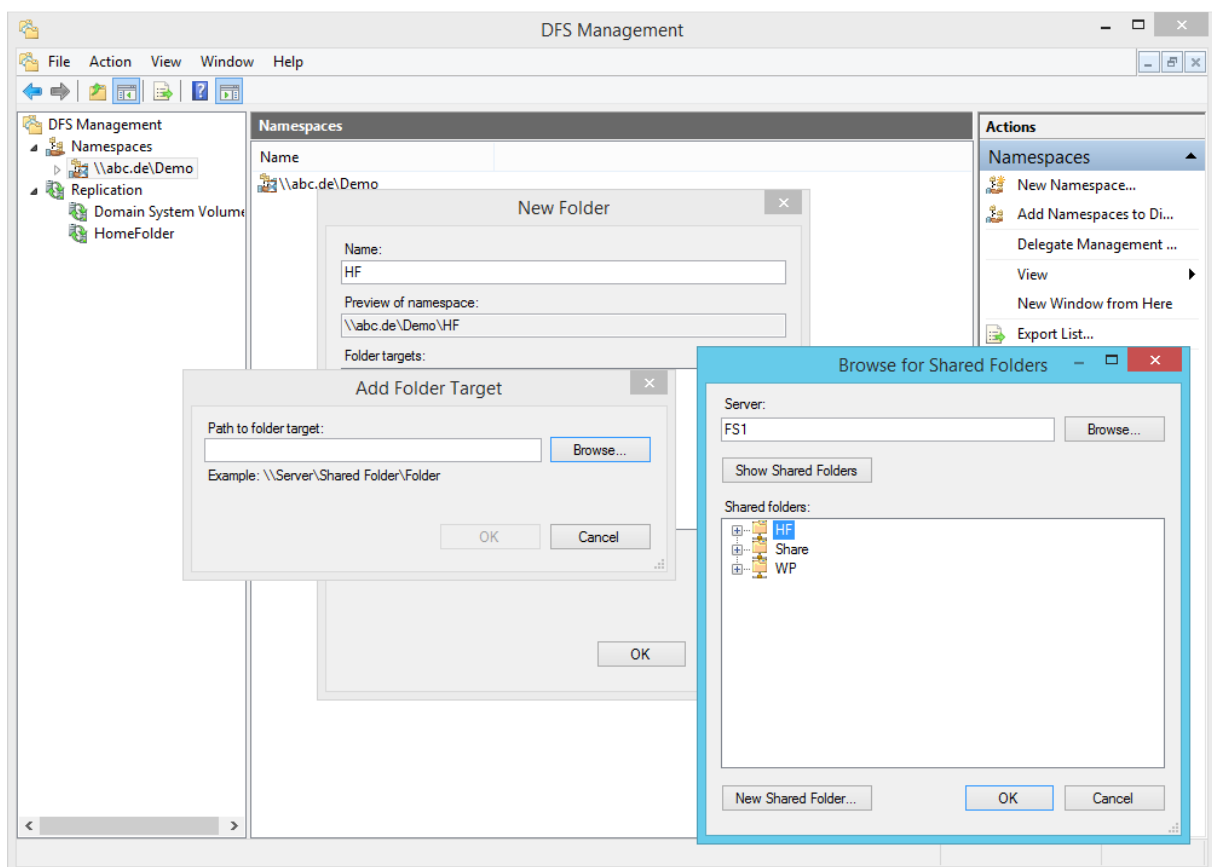 DFS Management
File Action View Window Help
DFS Management
Namespaces
\\abc.de\Demo
Replication
Domain System Volume
HomeFolder
Namespaces
Name
\\abc.de\Demo
Actions
Namespaces
New Namespace...
Add Namespaces to Di...
Delegate Management ...
View
New Window from Here
Export List...
New Folder
Name:
HF
Preview of namespace:
\\abc.de\Demo\HF
Folder targets:
OK
Add Folder Target
Path to folder target:
Browse...
Example: \\Server\Shared Folder\Folder
OK Cancel
Browse for Shared Folders
Server:
FS1
Browse...
Show Shared Folders
Shared folders:
HF
Share
WP
New Shared Folder...
OK Cancel